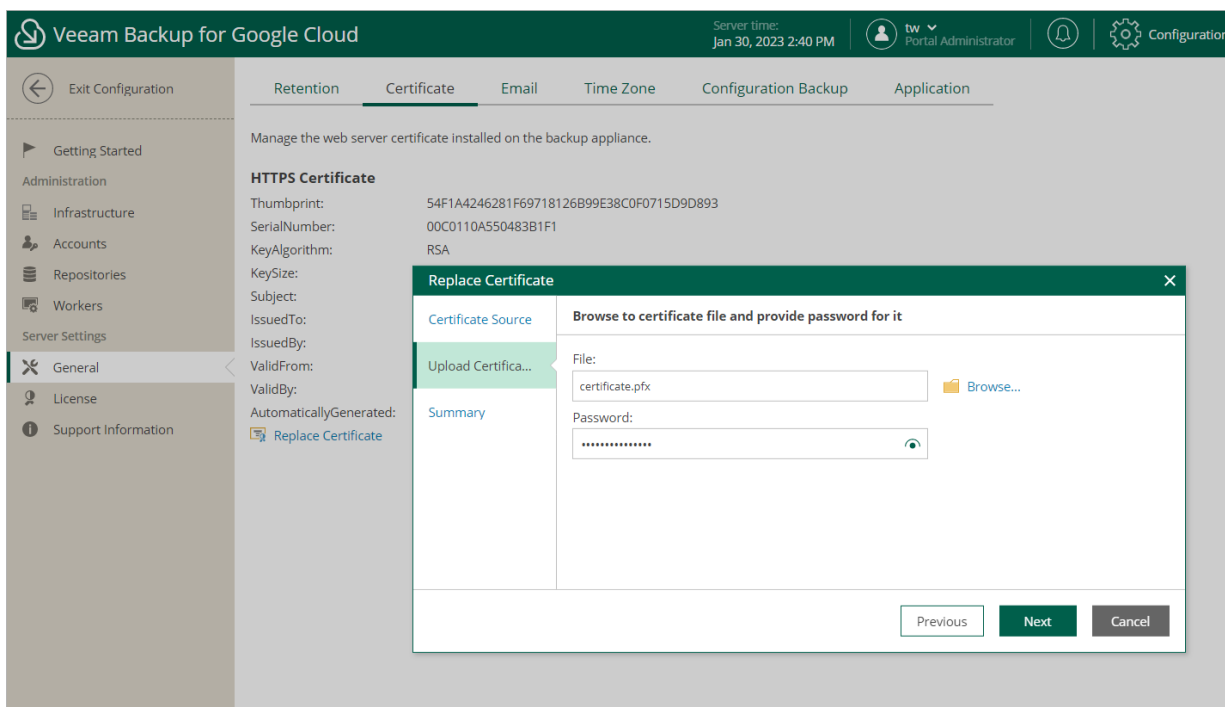 Veeam Backup for Google Cloud
Server time:
Jan 30, 2023 2:40 PM
tw
Portal Administrator
Configuration
Exit Configuration
Getting Started
Administration
Infrastructure
Accounts
Repositories
Workers
Server Settings
General
License
Support Information
Retention Certificate Email Time Zone Configuration Backup Application
Manage the web server certificate installed on the backup appliance.
HTTPS Certificate
Thumbprint: 54F1A4246281F69718126B99E38C0F0715D9D893
SerialNumber: 00C0110A550483B1F1
KeyAlgorithm: RSA
KeySize:
Subject:
IssuedTo:
IssuedBy:
ValidFrom:
ValidBy:
AutomaticallyGenerated:
Replace Certificate
Replace Certificate
Certificate Source
Upload Certifica...
Summary
Browse to certificate file and provide password for it
File:
certificate.pfx
Browse...
Password:
•••••••••••••••
Previous Next Cancel